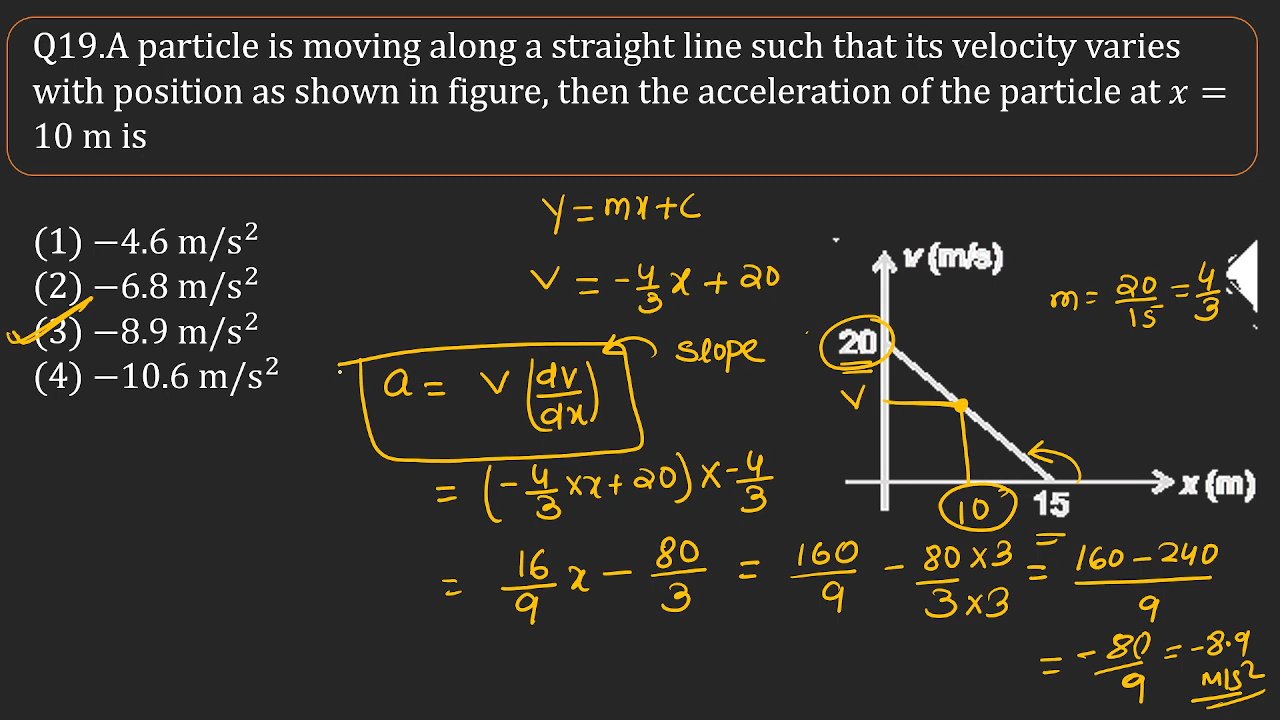 Q19.A particle is moving along a straight line such that its velocity varies
with position as shown in figure, then the acceleration of the particle at x =
10 m is
(1) −4.6 m/s²
(2) −6.8 m/s²
(3) −8.9 m/s²
(4) −10.6 m/s²
y = mx+c
v = -4/3 x + 20
a = v (dv/dx)
slope
= (-4/3 × x + 20) × -4/3
= 16/9 x − 80/3 = 160/9 − 80×3/3×3 = 160−240/9
= -80/9 = -8.9
m/s²
v (m/s)
m = 20/15 = 4/3
20
v
10
15
x (m)